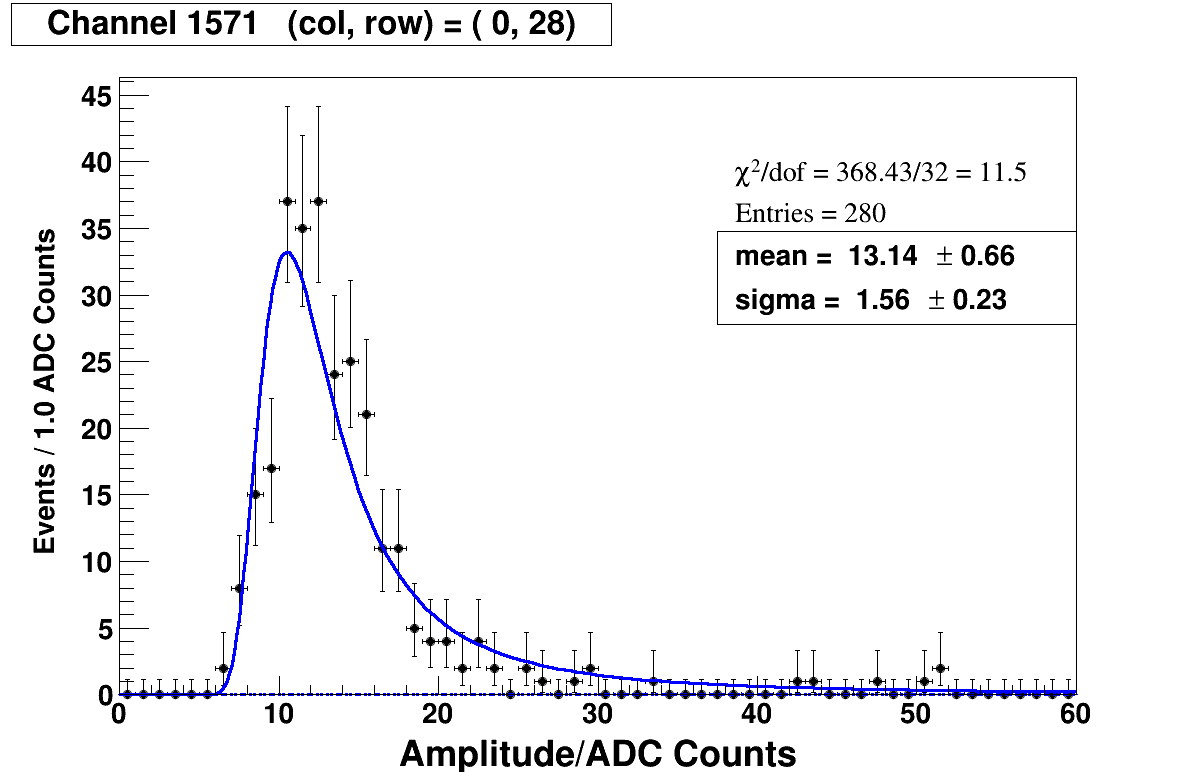 Channel 1571 (col, row) = ( 0, 28)
45
40
35
30
25
20
15
10
5
0
Events / 1.0 ADC Counts
χ²/dof = 368.43/32 = 11.5
Entries = 280
mean = 13.14 ± 0.66
sigma = 1.56 ± 0.23
0 10 20 30 40 50 60
Amplitude/ADC Counts